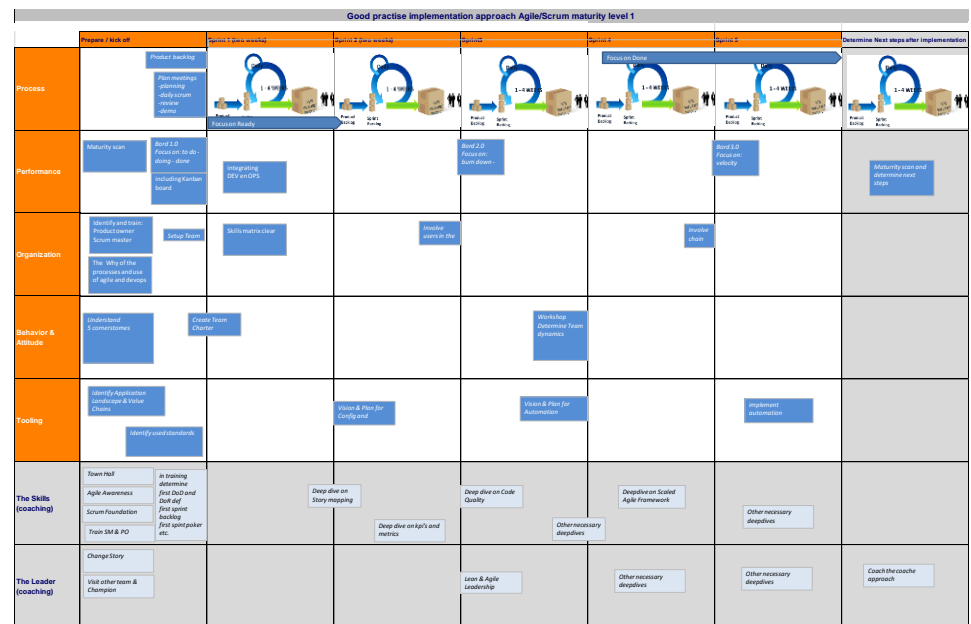 Good practise implementation approach Agile/Scrum maturity level 1
Prepare / kick off
Sprint 1 (two weeks)
Sprint 2 (two weeks)
Sprint3
Sprint 4
Sprint 5
Determine Next steps after implementation
Process
Product backlog
Plan meetings
-planning
-daily scrum
-review
-demo
Focus on Ready
Focus on Done
1-4 WEEKS
Product
Backlog
Sprint
Backlog
1-4 WEEKS
Product
Backlog
Sprint
Backlog
1-4 WEEKS
Product
Backlog
Sprint
Backlog
1-4 WEEKS
Product
Backlog
Sprint
Backlog
1-4 WEEKS
Product
Backlog
Sprint
Backlog
1-4 WEEKS
Product
Backlog
Sprint
Backlog
Performance
Maturity scan
Bord 1.0
Focus on: to do -
doing - done
including Kanban
board
integrating
DEV en OPS
Bord 2.0
Focus on:
burn down -
Bord 3.0
Focus on:
velocity
Maturrity scan and
determine next
steps
Organization
Identify and train:
Product owner
Scrum master
Setup Team
The Why of the
processes and use
of agile and devops
Skills matrix clear
Involve
users in the
Involve
chain
Behavior &
Attitude
Understand
5 cornerstomes
Create Team
Charter
Workshop
Determine Team
dynamics
Tooling
Identify Application
Landscape & Value
Chains
Identify used standards
Vision & Plan for
Config and
Vision & Plan for
Automation
implement
automation
The Skills
(coaching)
Town Hall
Agile Awareness
Scrum Foundation
Train SM & PO
in training
determine
first DoD and
DoR def
first sprint
backlog
first sprint poker
etc.
Deep dive on
Story mapping
Deep dive on kpi's and
metrics
Deep dive on Code
Quality
Other necessary
deepdives
Deepdive on Scaled
Agile Framework
Other necessary
deepdives
The Leader
(coaching)
Change Story
Visit other team &
Champion
Lean & Agile
Leadership
Other necessary
deepdives
Other necessary
deepdives
Coach the coache
approach